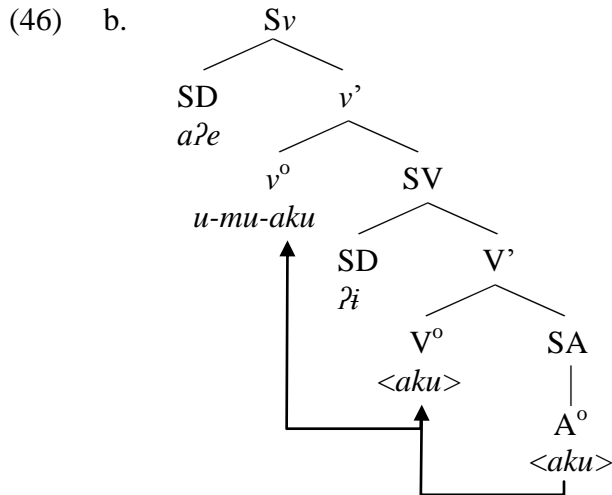 (46) b. Sv
SD v'
aʔe
vº SV
u-mu-aku
SD V'
ʔɨ
Vº SA
<aku>
Aº
<aku>